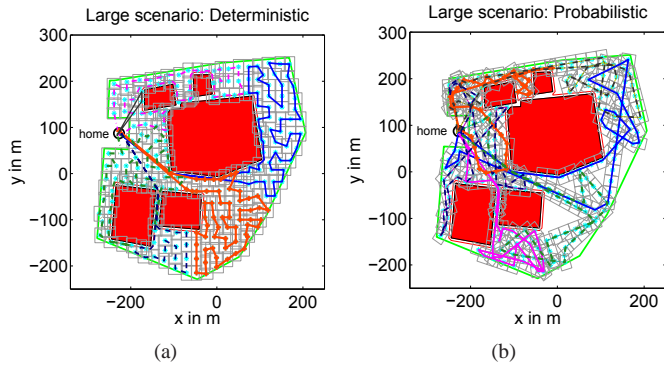 Large scenario: Deterministic
300
200
100
0
−100
−200
y in m
home
−200
0
200
x in m
(a)
Large scenario: Probabilistic
300
200
100
0
−100
−200
y in m
home
−200
0
200
x in m
(b)